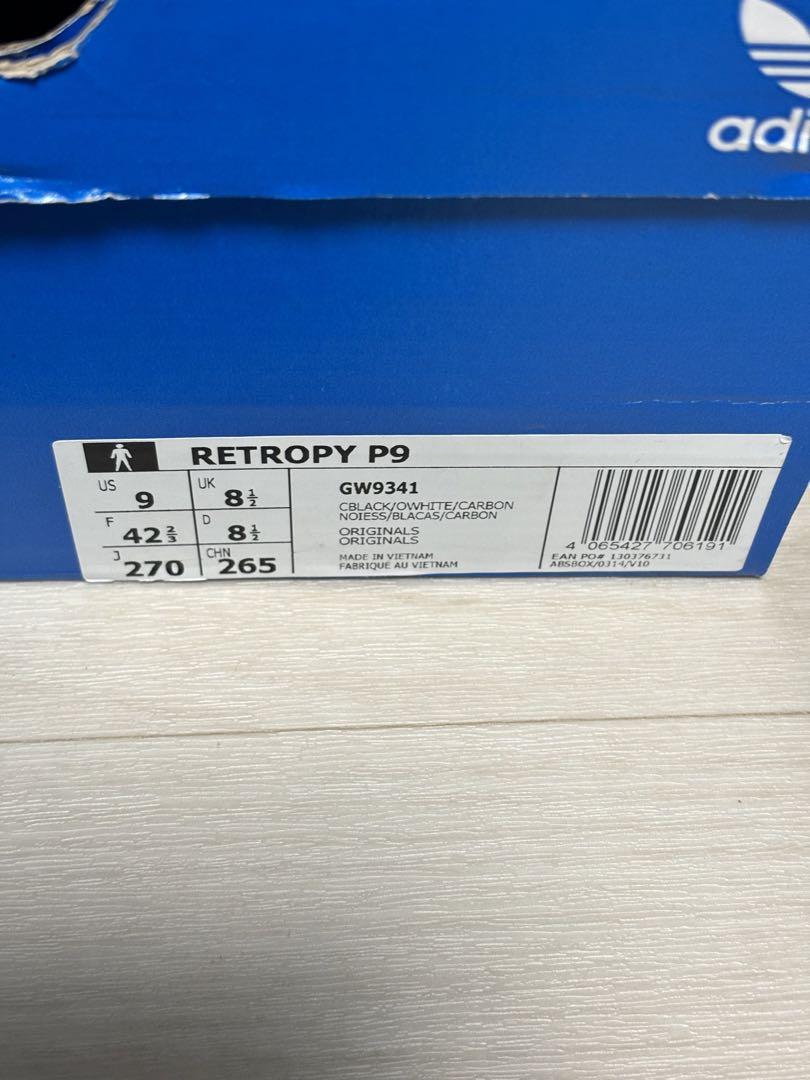 adi
RETROPY P9
US 9 UK 8½
F 42⅔ D 8½
J 270 CHN 265
GW9341
CBLACK/OWHITE/CARBON
NOIESS/BLACAS/CARBON
ORIGINALS
ORIGINALS
MADE IN VIETNAM
FABRIQUE AU VIETNAM
4 065427 706191
EAN PO# 130376731
ABSBOX/0314/V10